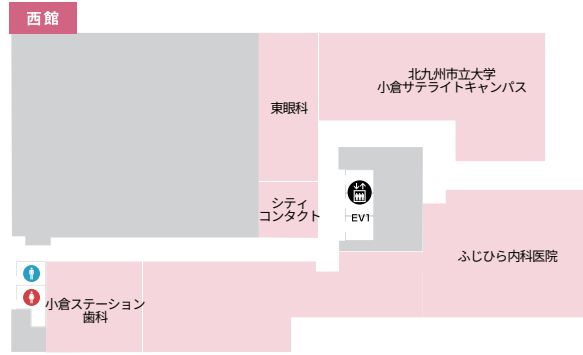 西館
北九州市立大学
小倉サテライトキャンパス
東眼科
シティ
コンタクト
EV1
ふじひら内科医院
小倉ステーション
歯科